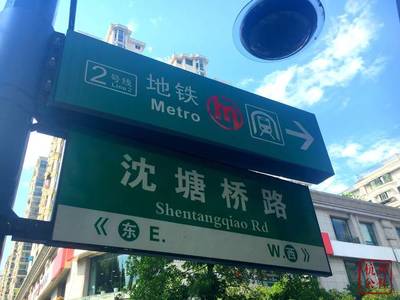 2号线 地铁
Line 2 Metro
沈塘桥路
Shentangqiao Rd
《 东 E. W. 西 》